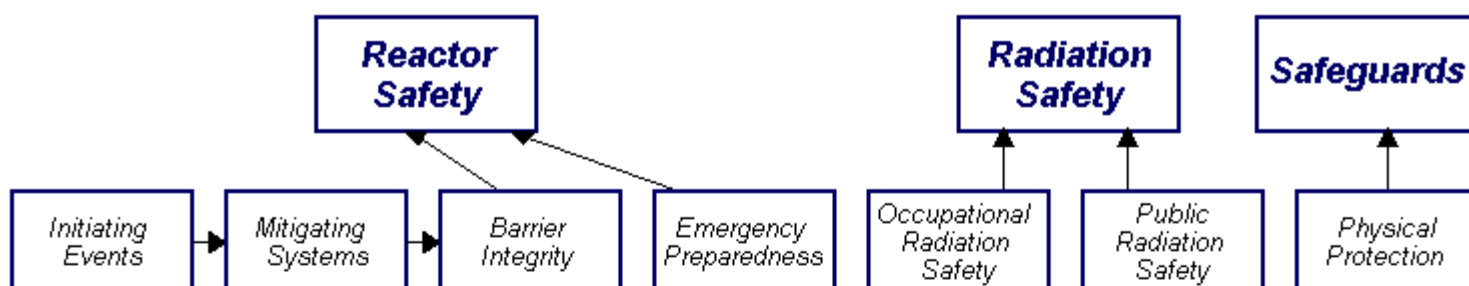 Reactor
Safety
Radiation
Safety
Safeguards
Initiating
Events
Mitigating
Systems
Barrier
Integrity
Emergency
Preparedness
Occupational
Radiation
Safety
Public
Radiation
Safety
Physical
Protection